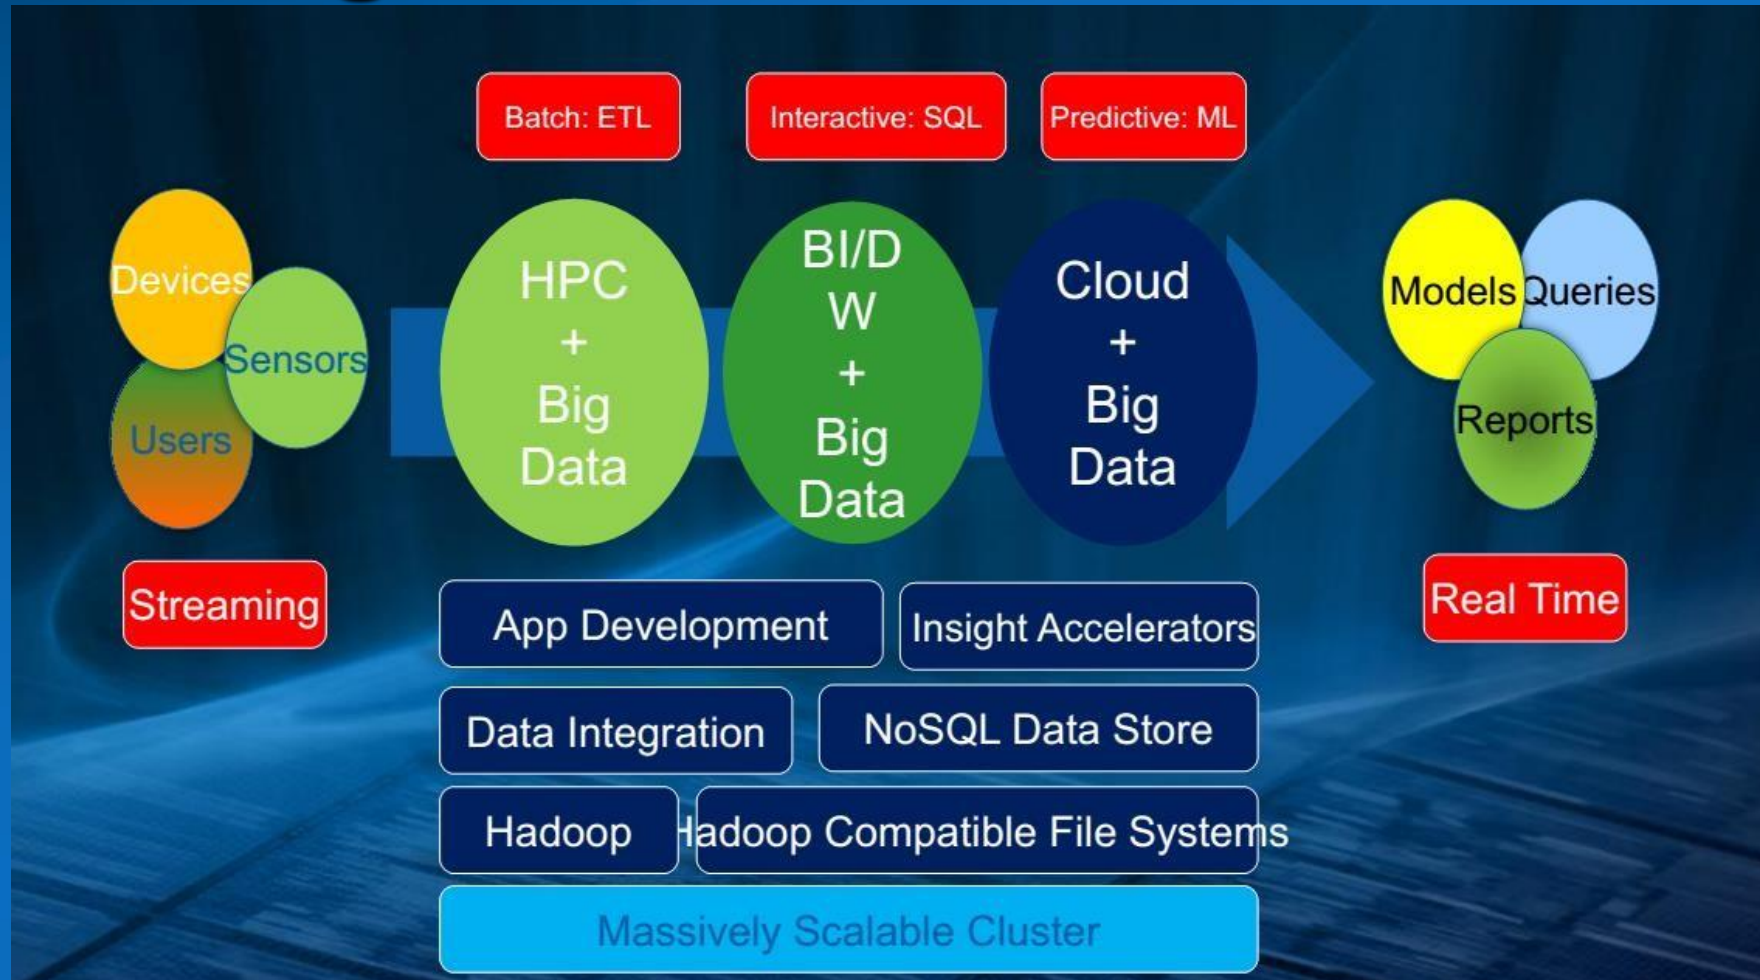 Batch: ETL
Interactive: SQL
Predictive: ML
Devices
Sensors
Users
Streaming
HPC
+
Big
Data
BI/D
W
+
Big
Data
Cloud
+
Big
Data
Models
Queries
Reports
Real Time
App Development
Insight Accelerators
Data Integration
NoSQL Data Store
Hadoop
Hadoop Compatible File Systems
Massively Scalable Cluster